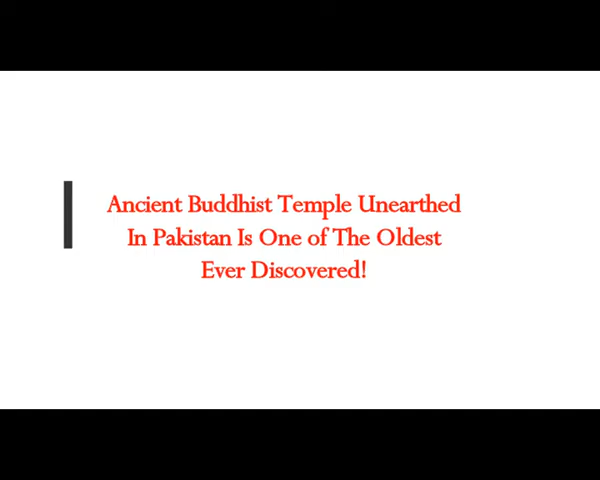 Ancient Buddhist Temple Unearthed
In Pakistan Is One of The Oldest
Ever Discovered!